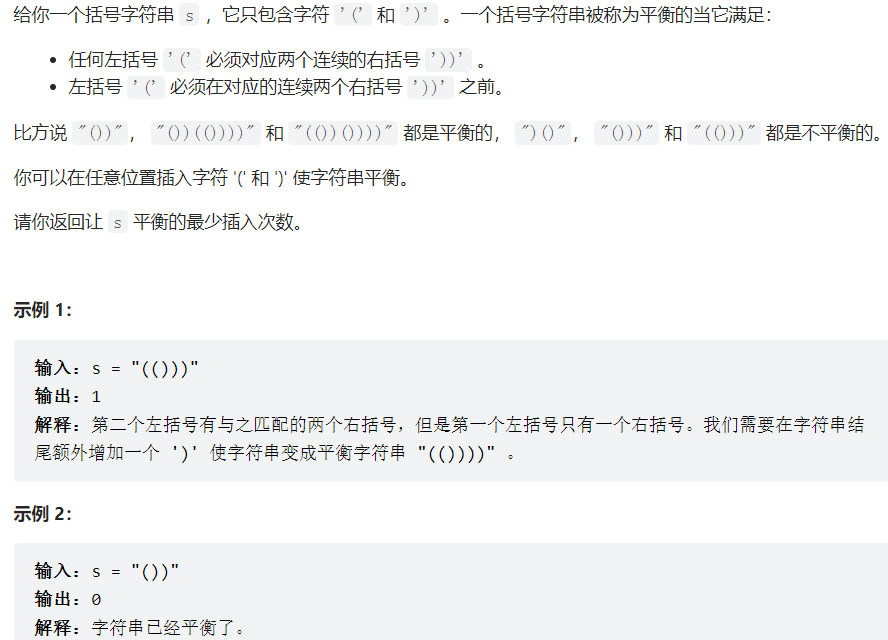 给你一个括号字符串 s ，它只包含字符 '(' 和 ')' 。一个括号字符串被称为平衡的当它满足：
• 任何左括号 '(' 必须对应两个连续的右括号 '))' 。
• 左括号 '(' 必须在对应的连续两个右括号 '))' 之前。
比方说 "())"， "())(())))" 和 "(())())))" 都是平衡的， ")()"， "()))" 和 "(()))" 都是不平衡的。
你可以在任意位置插入字符 '(' 和 ')' 使字符串平衡。
请你返回让 s 平衡的最少插入次数。
示例 1：
输入：s = "(()))"
输出：1
解释：第二个左括号有与之匹配的两个右括号，但是第一个左括号只有一个右括号。我们需要在字符串结
尾额外增加一个 ')' 使字符串变成平衡字符串 "(())))" 。
示例 2：
输入：s = "())"
输出：0
解释：字符串已经平衡了。